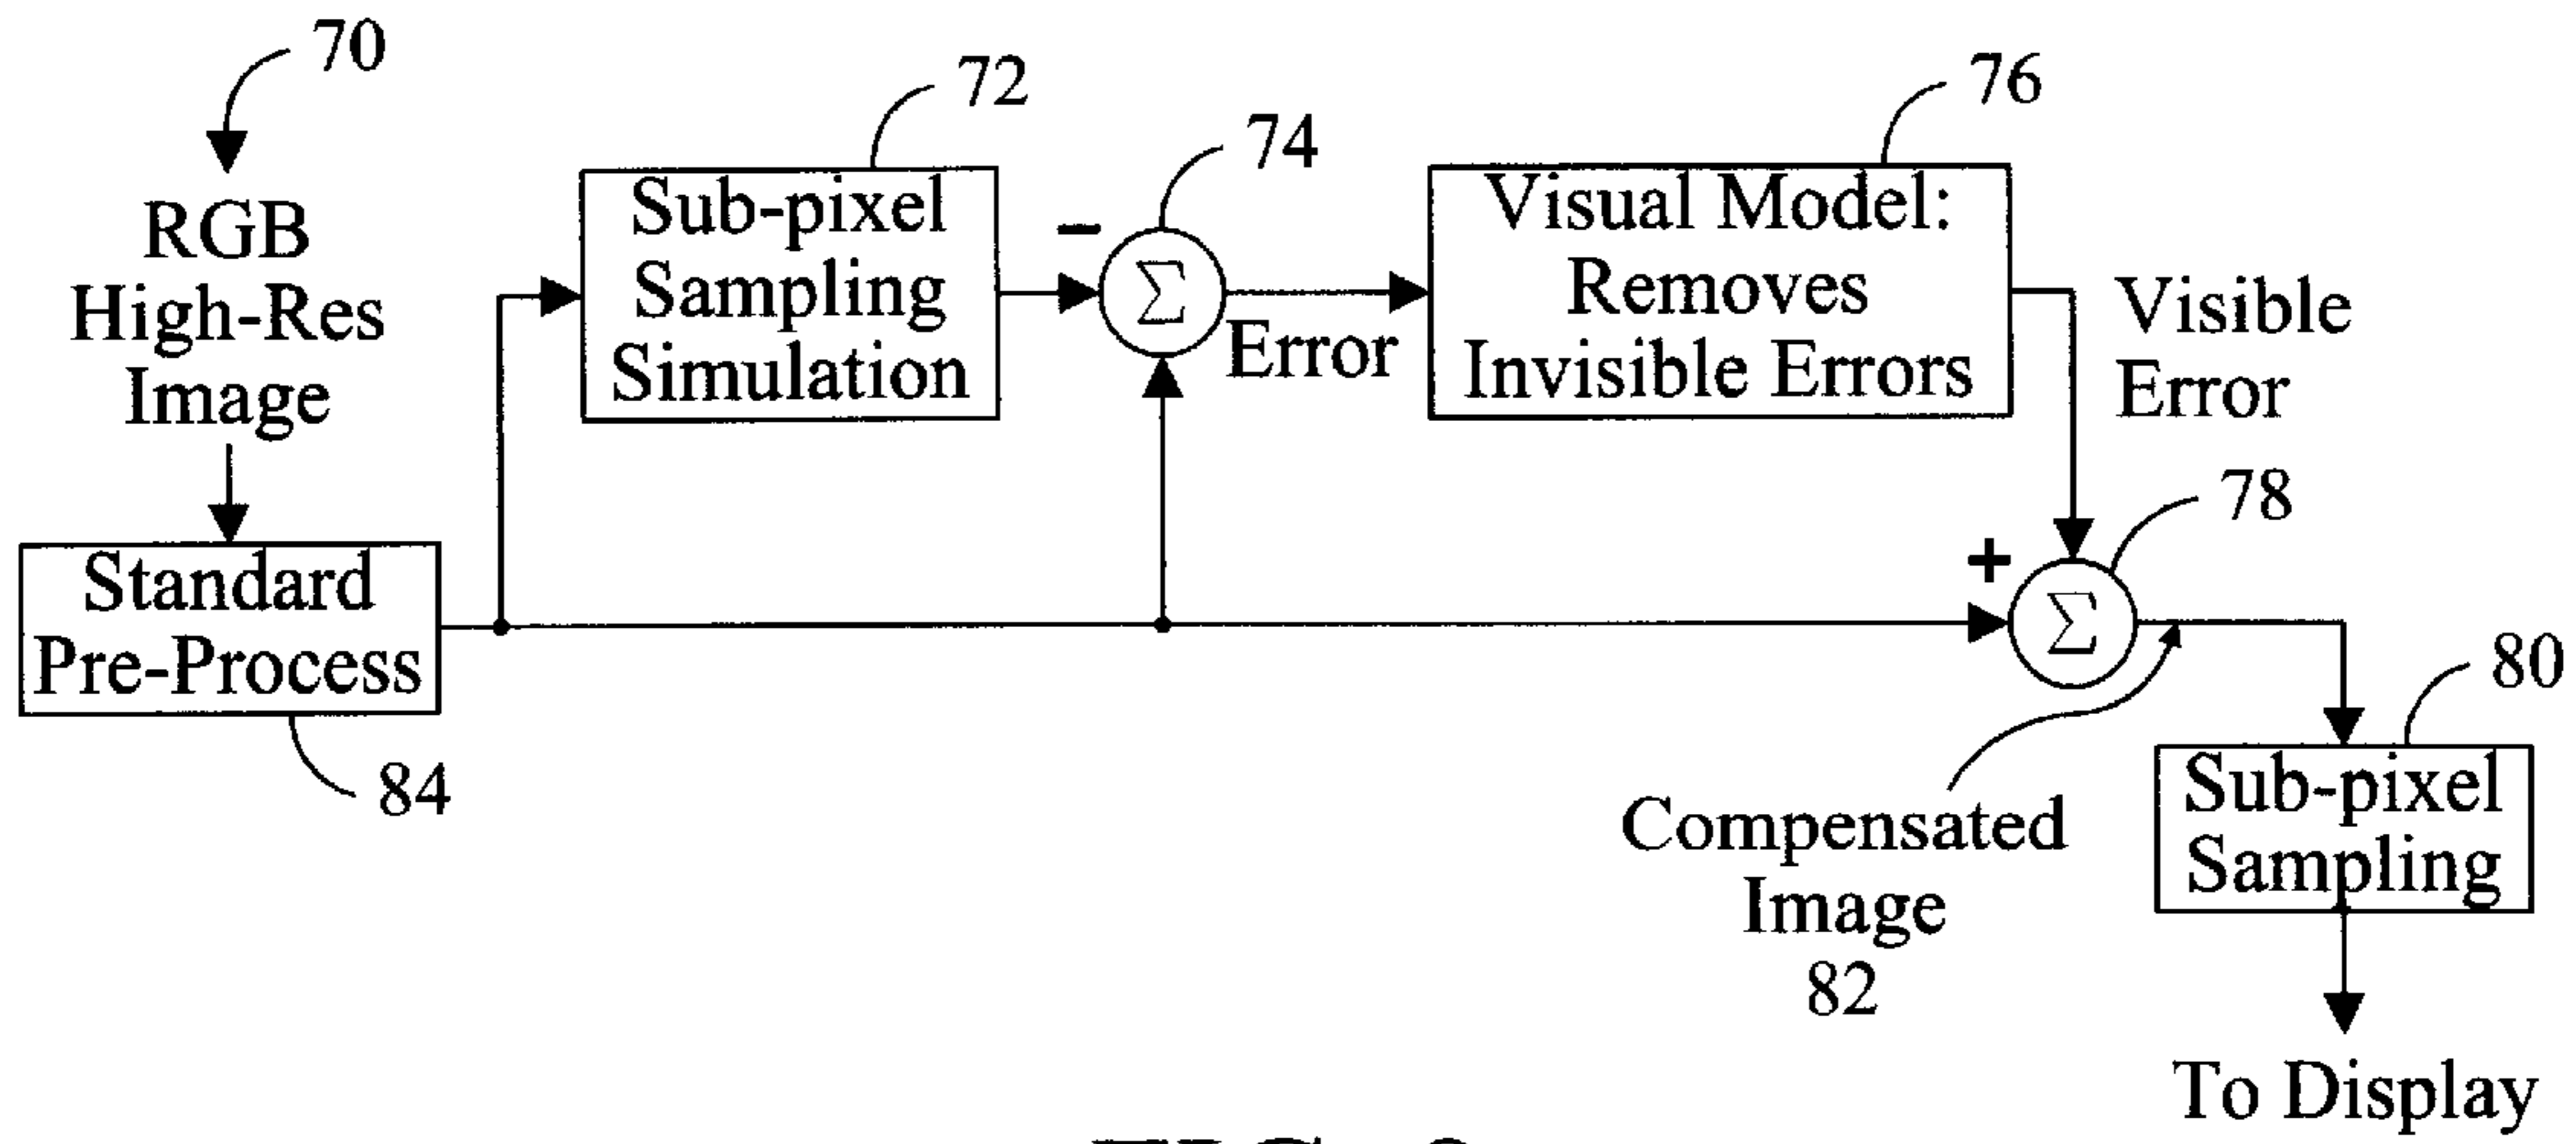 70
RGB
High-Res
Image
Standard
Pre-Process
84
72
Sub-pixel
Sampling
Simulation
74
−
Σ
Error
76
Visual Model:
Removes
Invisible Errors
Visible
Error
78
+
Σ
Compensated
Image
82
80
Sub-pixel
Sampling
To Display